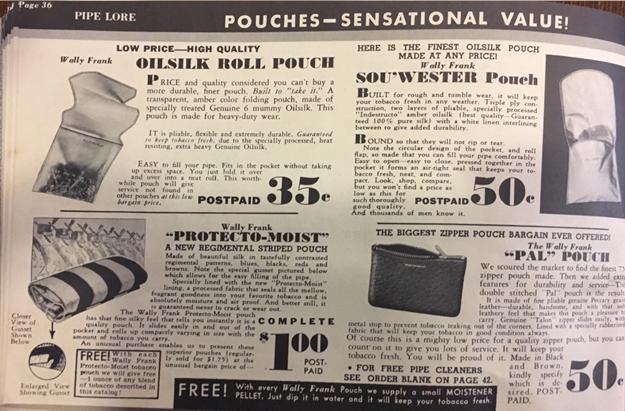 Page 36
PIPE LORE
POUCHES—SENSATIONAL VALUE!
LOW PRICE—HIGH QUALITY
Wally Frank
OILSILK ROLL POUCH
PRICE and quality considered you can't buy a
more durable, finer pouch. Built to "take it." A
transparent, amber color folding pouch, made of
specially treated Genuine 6 mummy Oilsilk. This
pouch is made for heavy-duty wear.
IT is pliable, flexible and extremely durable. Guaranteed
to keep tobacco fresh, due to the specially processed, heat
resisting, extra heavy Genuine Oilsilk.
EASY to fill your pipe. Fits in the pocket without taking
up excess space. You just fold it over
and over into a neat roll. This worth-
while pouch will give
service not found in
other pouches at this low
bargain price.
POSTPAID 35c
HERE IS THE FINEST OILSILK POUCH
MADE AT ANY PRICE!
Wally Frank
SOU'WESTER Pouch
BUILT for rough and tumble wear, it will keep
your tobacco fresh in any weather. Triple ply con-
struction, two layers of pliable, specially processed
"Indestructo" amber oilsilk (best quality—Guaran-
teed 100% pure silk) with a white linen interlining
between to give added durability.
BOUND so that they will not rip or tear.
Note the circular design of the pocket, and roll
flap, so made that you can fill your pipe comfortably.
Easy to open—easy to close, pressed together in the
pocket it forms an air-tight seal that keeps your to-
bacco fresh, neat, and com-
pact. Look, shop, compare,
but you won't find a price as
low as this for
such thoroughly
good quality.
And thousands of men know it.
POSTPAID 50c
Wally Frank
"PROTECTO-MOIST"
A NEW REGIMENTAL STRIPED POUCH
Made of beautiful silk in tastefully contrasted
regimental patterns, blues, blacks, reds and
browns. Note the special gusset pictured below
which allows for the easy filling of the pipe.
Specially lined with the new "Protecto-Moist"
lining, a processed fabric that seals all the mellow,
fragrant goodness into your favorite tobacco and is
absolutely moisture and air proof. And better still, it
is guaranteed never to crack or wear out.
The Wally Frank Protecto-Moist pouch
has that fine silky feel that tells you instantly it is a
quality pouch. It slides easily in and out of the
pocket and rolls up compactly varying in size with the
amount of tobacco you carry.
An unusual purchase enables us to present these
superior pouches (regular-
ly sold for $1.75) at the
unusual bargain price of—
COMPLETE
$1.00
POST-
PAID
Closer
View of
Gusset
Shown
Below
Enlarged View
Showing Gusset
FREE! With each
Wally Frank
Protecto-Moist tobacco
pouch we will give free
—1 ounce of any blend
of tobacco described in
this catalog!
THE BIGGEST ZIPPER POUCH BARGAIN EVER OFFERED!
The Wally Frank
"PAL" POUCH
We scoured the market to find the finest
zipper pouch made. Then we added
features for durability and service—The
double stitched "Pal" pouch is the result.
It is made of fine pliable genuine Pecary
leather—durable, handsome, and with that
leathery feel that makes this pouch a pleasure to
carry. Genuine "Talon" zipper slides easily, with
metal stop to prevent tobacco leaking out of the corners. Lined with a specially rubberized
fabric that will keep your tobacco in good condition always.
Of course this is a mighty low price for a quality zipper pouch, but you can
count on it to give you lots of service. It will keep your
tobacco fresh. You will be proud of it. Made in Black
and Brown,
kindly specify
which is de-
sired. POST-
PAID.
50c
• FOR FREE PIPE CLEANERS
SEE ORDER BLANK ON PAGE 42.
FREE! With every Wally Frank Pouch we supply a small MOISTENER
PELLET. Just dip it in water and it will keep your tobacco fresh.